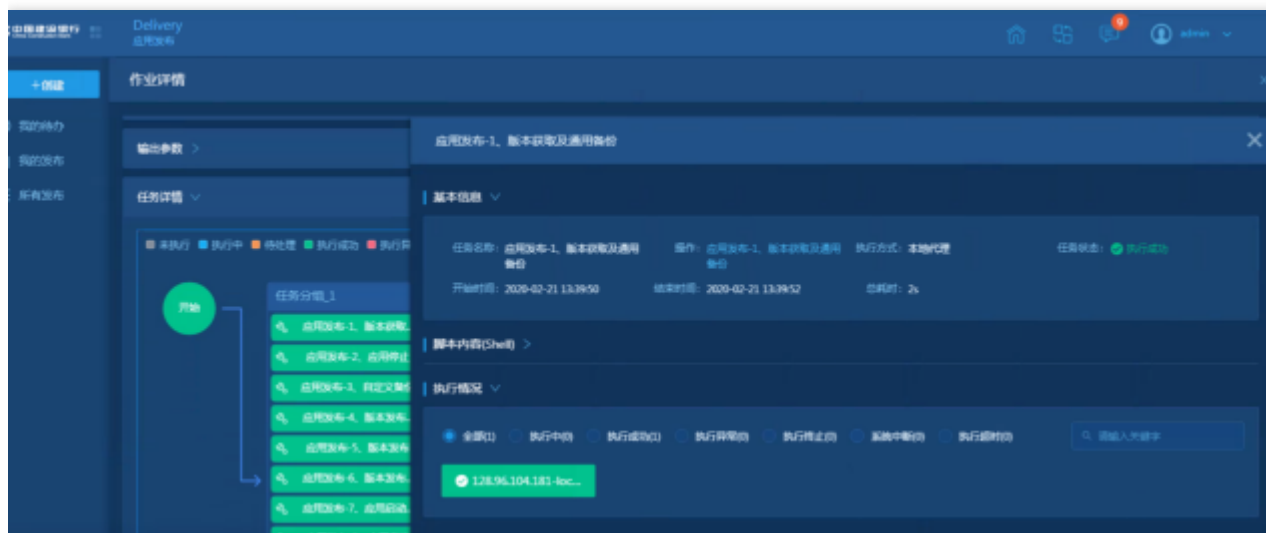 中国建设银行
Delivery
应用发布
9
admin
+创建
作业详情
我的待办
我的发布
所有发布
输出参数
任务详情
未执行 执行中 待处理 执行成功
开始
任务分组_1
应用发布-1、版本获取..
应用发布-2、应用停止
应用发布-3、自定义备份
应用发布-4、版本发布..
应用发布-5、版本发布
应用发布-6、版本发布..
应用发布-7、应用启动
应用发布-1、版本获取及通用备份
基本信息
任务名称: 应用发布-1、版本获取及通用备份 操作: 应用发布-1、版本获取及通用备份 执行方式: 本地代理 任务状态: 执行成功
开始时间: 2020-02-21 13:39:50 结束时间: 2020-02-21 13:39:52 总耗时: 2s
脚本内容(Shell)
执行情况
全部(1) 执行中(0) 执行成功(1) 执行异常(0) 执行终止(0) 系统中断(0) 执行超时(0) 请输入关键字
128.96.104.181-loc...